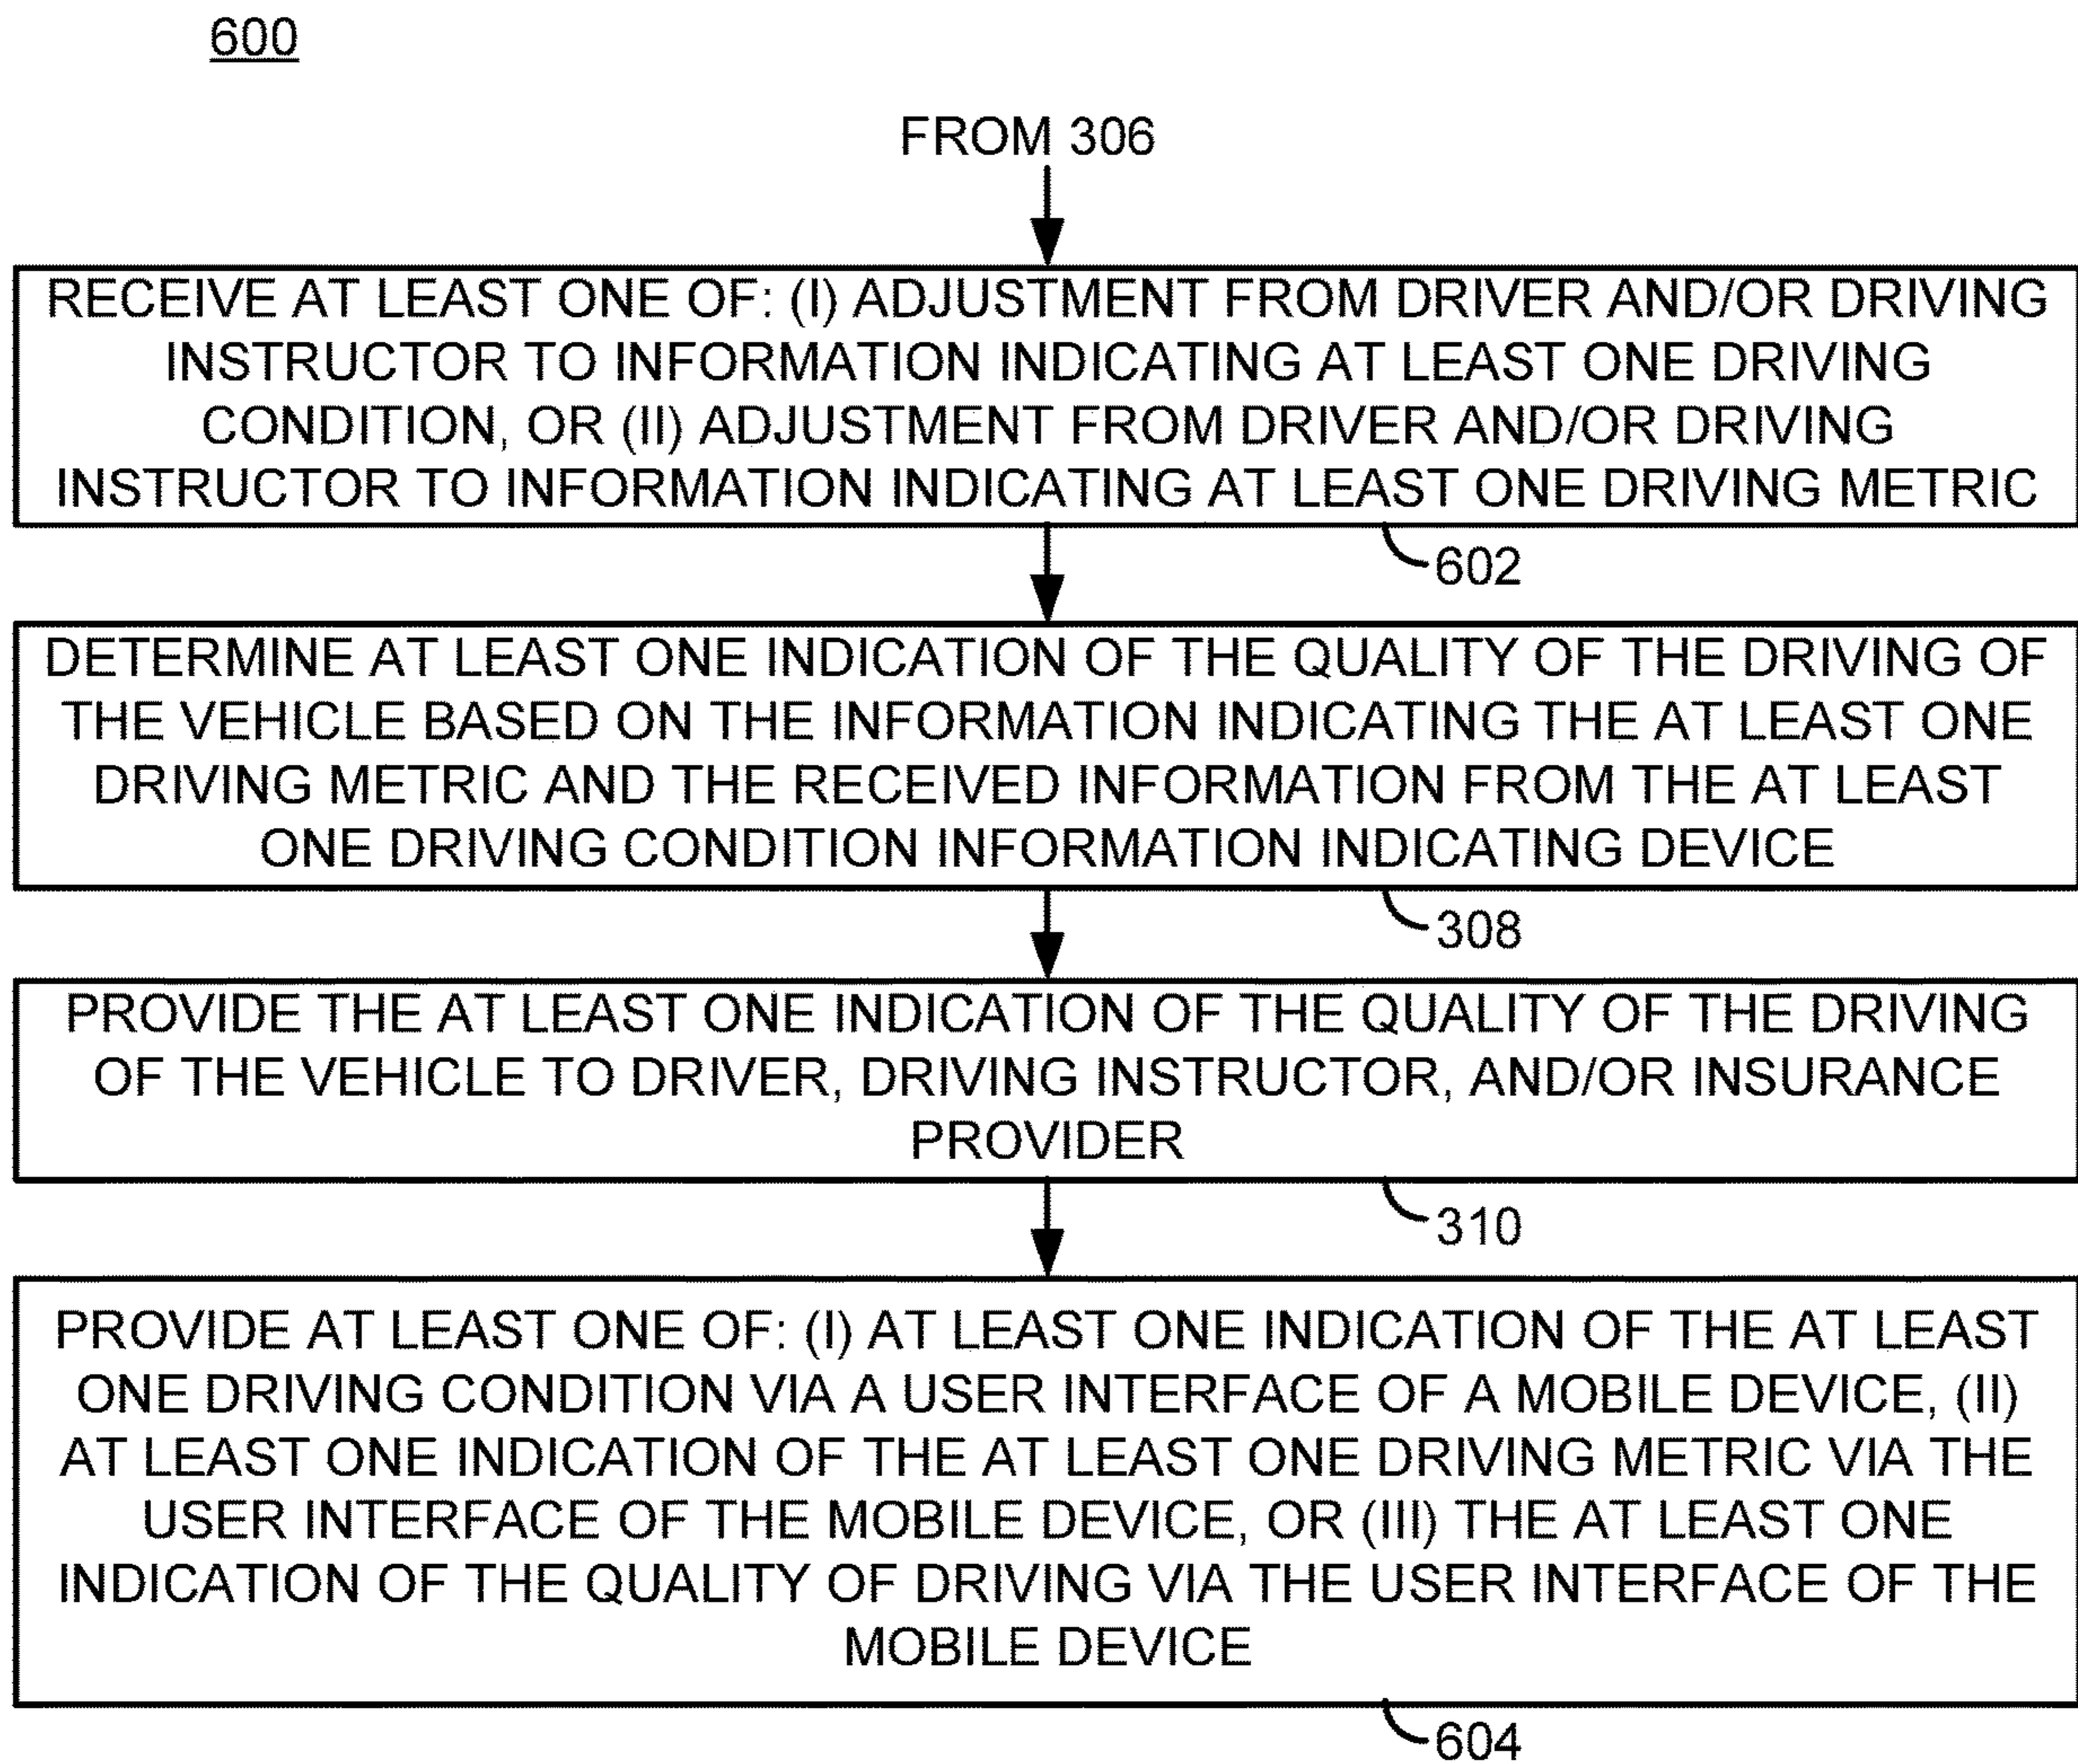 600
FROM 306
RECEIVE AT LEAST ONE OF: (I) ADJUSTMENT FROM DRIVER AND/OR DRIVING
INSTRUCTOR TO INFORMATION INDICATING AT LEAST ONE DRIVING
CONDITION, OR (II) ADJUSTMENT FROM DRIVER AND/OR DRIVING
INSTRUCTOR TO INFORMATION INDICATING AT LEAST ONE DRIVING METRIC
602
DETERMINE AT LEAST ONE INDICATION OF THE QUALITY OF THE DRIVING OF
THE VEHICLE BASED ON THE INFORMATION INDICATING THE AT LEAST ONE
DRIVING METRIC AND THE RECEIVED INFORMATION FROM THE AT LEAST
ONE DRIVING CONDITION INFORMATION INDICATING DEVICE
308
PROVIDE THE AT LEAST ONE INDICATION OF THE QUALITY OF THE DRIVING
OF THE VEHICLE TO DRIVER, DRIVING INSTRUCTOR, AND/OR INSURANCE
PROVIDER
310
PROVIDE AT LEAST ONE OF: (I) AT LEAST ONE INDICATION OF THE AT LEAST
ONE DRIVING CONDITION VIA A USER INTERFACE OF A MOBILE DEVICE, (II)
AT LEAST ONE INDICATION OF THE AT LEAST ONE DRIVING METRIC VIA THE
USER INTERFACE OF THE MOBILE DEVICE, OR (III) THE AT LEAST ONE
INDICATION OF THE QUALITY OF DRIVING VIA THE USER INTERFACE OF THE
MOBILE DEVICE
604